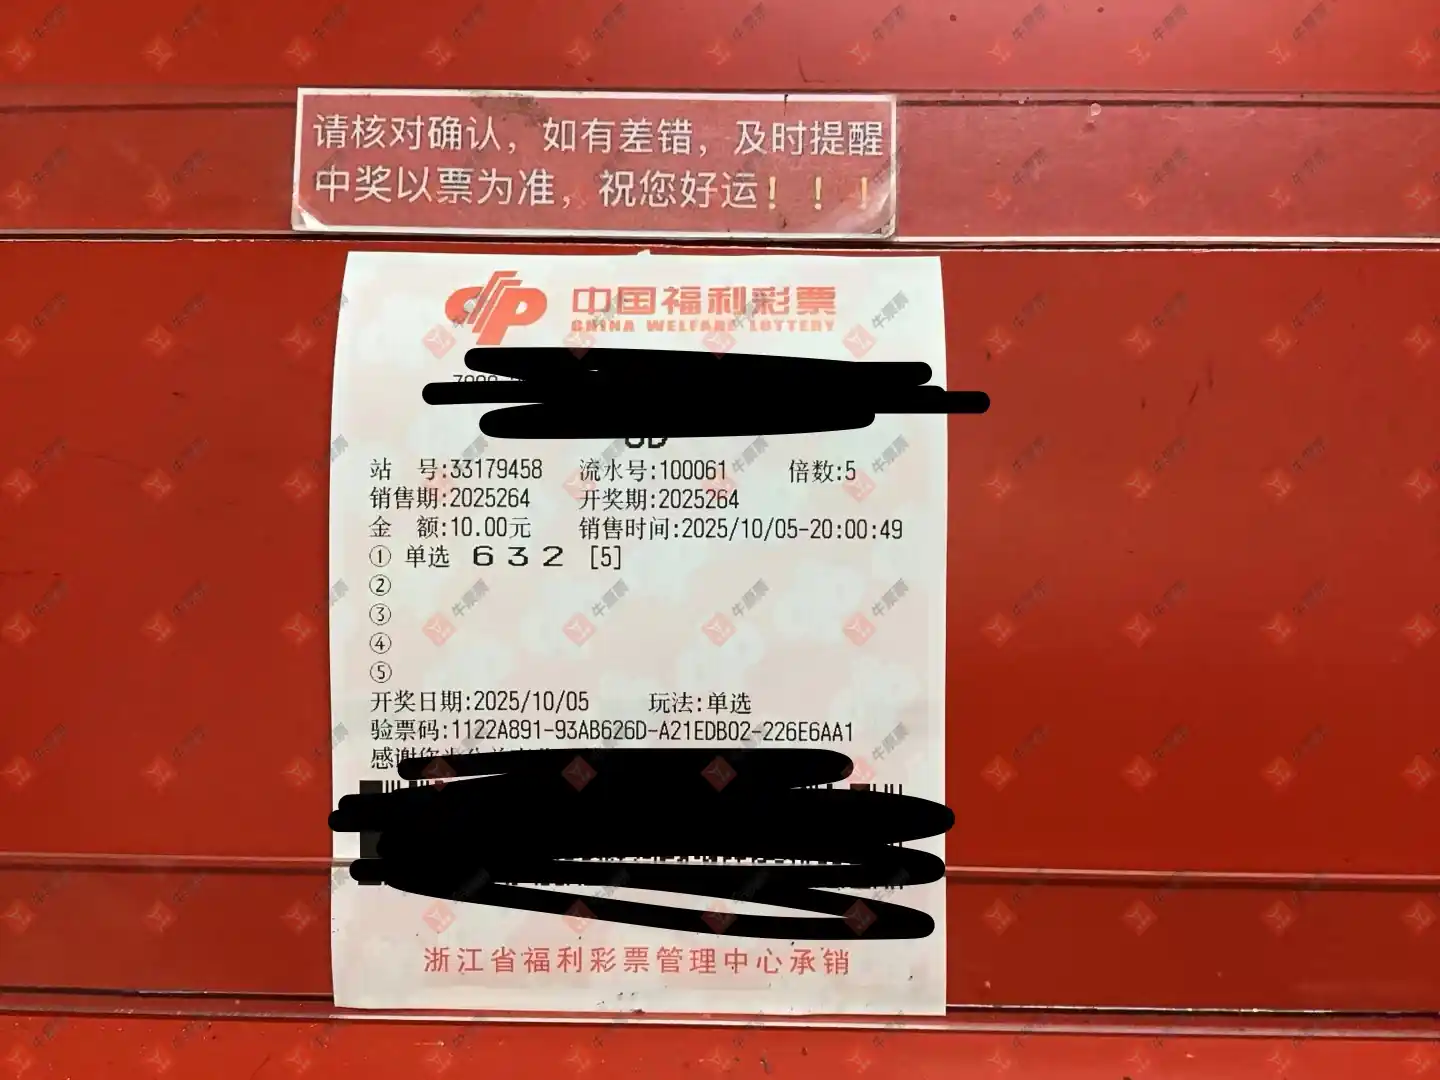 请核对确认，如有差错，及时提醒
中奖以票为准，祝您好运！！！
中国福利彩票
CHINA WELFARE LOTTERY
站 号:33179458 流水号:100061 倍数:5
销售期:2025264 开奖期:2025264
金 额:10.00元 销售时间:2025/10/05-20:00:49
① 单选 6 3 2 [5]
②
③
④
⑤
开奖日期:2025/10/05 玩法:单选
验票码:1122A891-93AB626D-A21EDB02-226E6AA1
感谢
浙江省福利彩票管理中心承销
牛票票